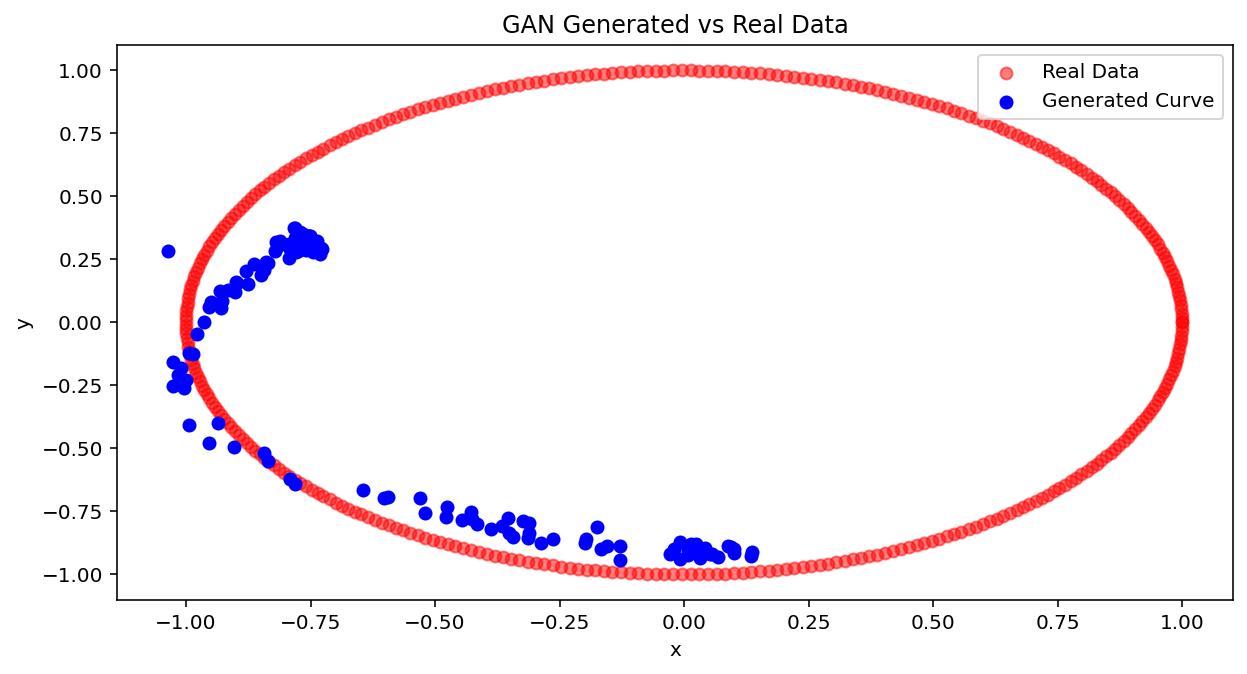 GAN Generated vs Real Data
Real Data
Generated Curve
1.00
0.75
0.50
0.25
0.00
−0.25
−0.50
−0.75
−1.00
y
−1.00 −0.75 −0.50 −0.25 0.00 0.25 0.50 0.75 1.00
x